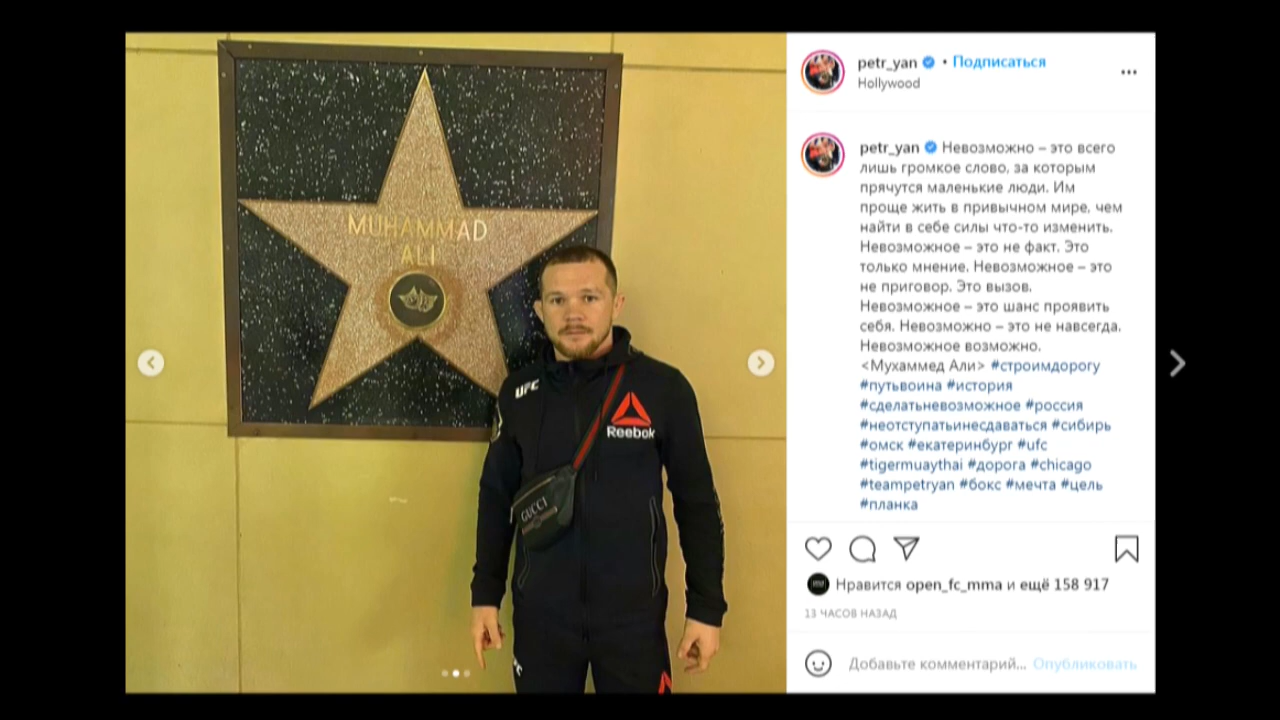 MUHAMMAD
ALI
UFC
Reebok
GUCCI
petr_yan • Подписаться
Hollywood
petr_yan Невозможно – это всего
лишь громкое слово, за которым
прячутся маленькие люди. Им
проще жить в привычном мире, чем
найти в себе силы что-то изменить.
Невозможное – это не факт. Это
только мнение. Невозможное – это
не приговор. Это вызов.
Невозможное – это шанс проявить
себя. Невозможно – это не навсегда.
Невозможное возможно.
<Мухаммед Али> #строимдорогу
#путьвоина #история
#сделатьневозможное #россия
#неотступатьинесдаваться #сибирь
#омск #екатеринбург #ufc
#tigermuaythai #дорога #chicago
#teampetryan #бокс #мечта #цель
#планка
Нравится open_fc_mma и ещё 158 917
13 ЧАСОВ НАЗАД
Добавьте комментарий... Опубликовать